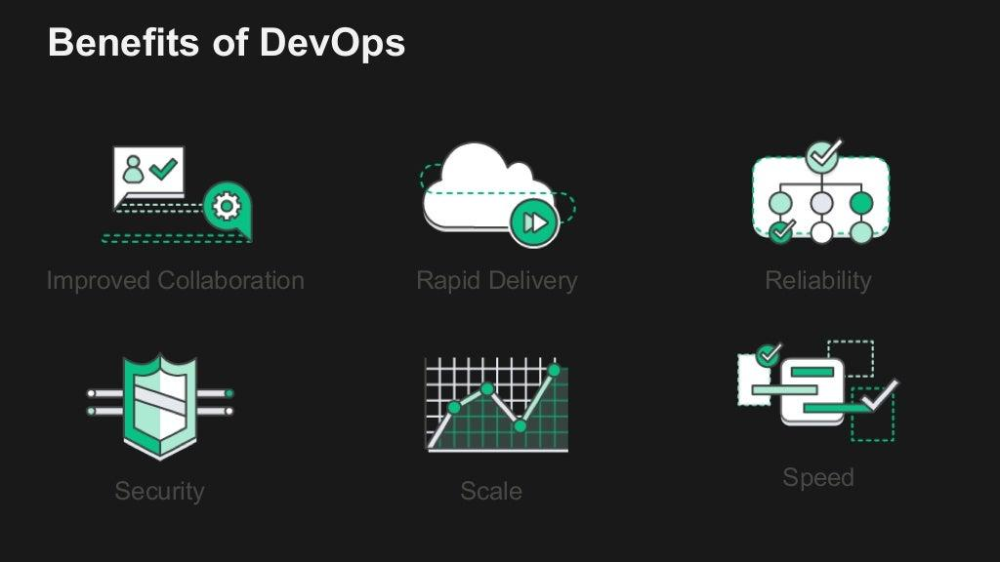 Benefits of DevOps
Improved Collaboration
Rapid Delivery
Reliability
Security
Scale
Speed